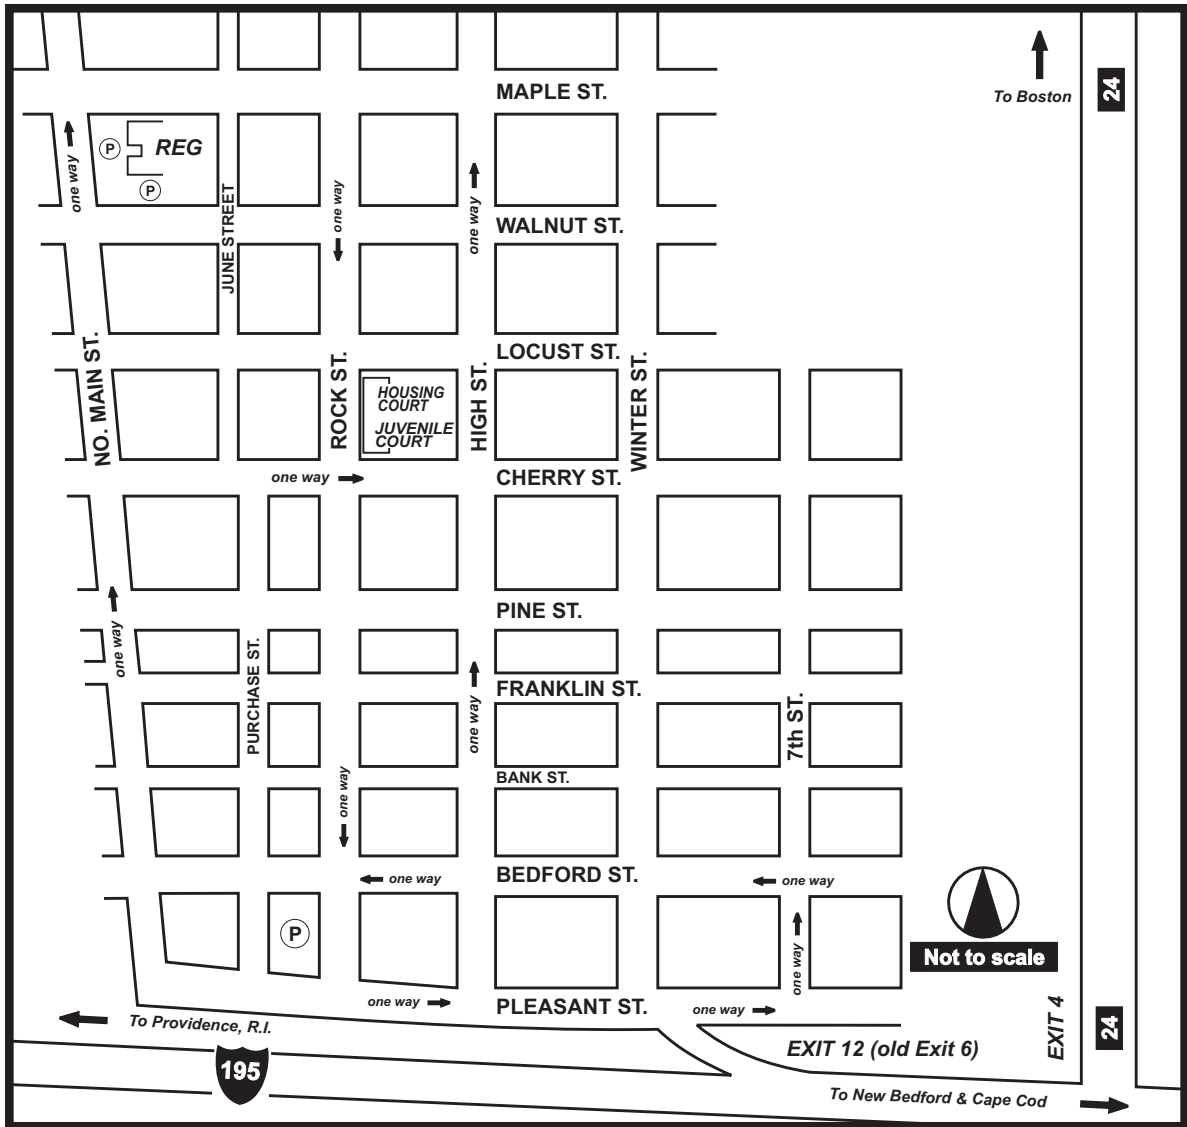 MAPLE ST.
To Boston
24
P
REG
P
one way
JUNE STREET
one way
one way
WALNUT ST.
LOCUST ST.
NO. MAIN ST.
ROCK ST.
HOUSING
COURT
JUVENILE
COURT
HIGH ST.
WINTER ST.
one way
CHERRY ST.
PINE ST.
one way
PURCHASE ST.
one way
FRANKLIN ST.
7th ST.
one way
BANK ST.
one way
BEDFORD ST.
one way
P
one way
Not to scale
one way
PLEASANT ST.
one way
To Providence, R.I.
EXIT 4
24
EXIT 12 (old Exit 6)
195
To New Bedford & Cape Cod